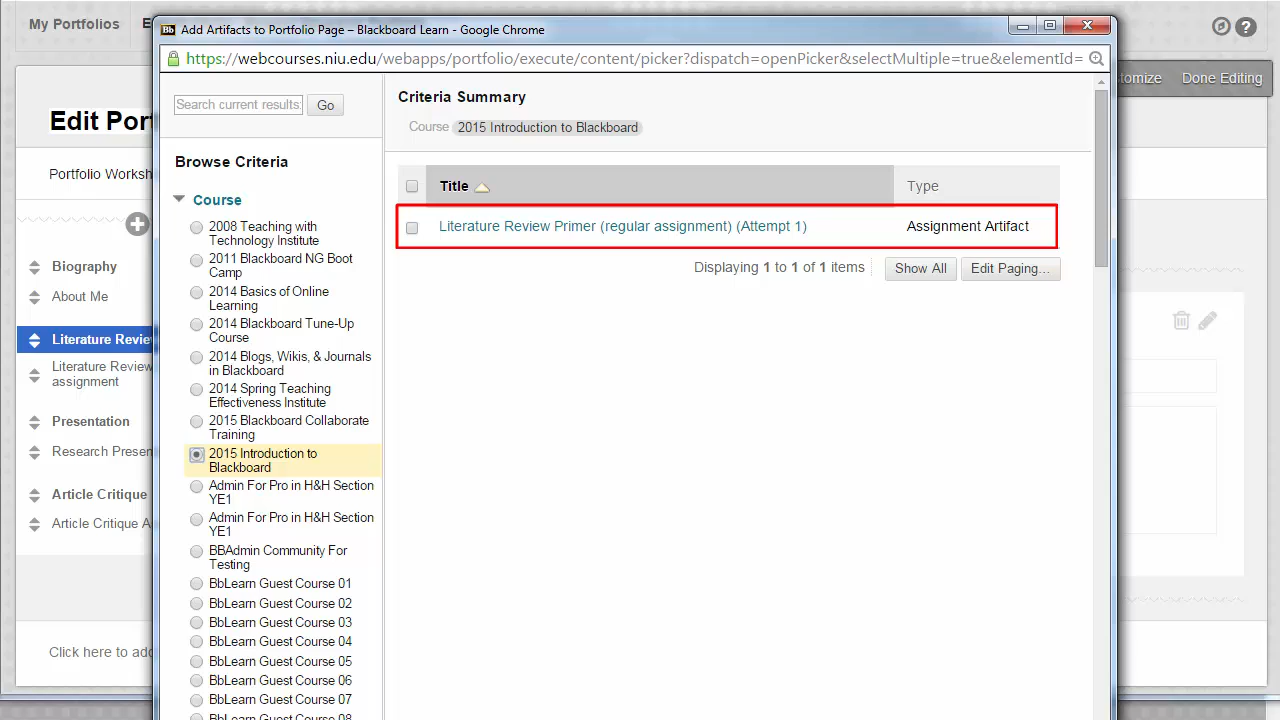 My Portfolios
Bb Add Artifacts to Portfolio Page – Blackboard Learn - Google Chrome
https://webcourses.niu.edu/webapps/portfolio/execute/content/picker?dispatch=openPicker&selectMultiple=true&elementId=
tomize Done Editing
Edit Port
Portfolio Worksh
Biography
About Me
Literature Revie
Literature Review
assignment
Presentation
Research Presen
Article Critique
Article Critique A
Click here to add
Search current results: Go
Browse Criteria
Course
2008 Teaching with
Technology Institute
2011 Blackboard NG Boot
Camp
2014 Basics of Online
Learning
2014 Blackboard Tune-Up
Course
2014 Blogs, Wikis, & Journals
in Blackboard
2014 Spring Teaching
Effectiveness Institute
2015 Blackboard Collaborate
Training
2015 Introduction to
Blackboard
Admin For Pro in H&H Section
YE1
Admin For Pro in H&H Section
YE1
BBAdmin Community For
Testing
BbLearn Guest Course 01
BbLearn Guest Course 02
BbLearn Guest Course 03
BbLearn Guest Course 04
BbLearn Guest Course 05
BbLearn Guest Course 06
BbLearn Guest Course 07
BbLearn Guest Course 08
Criteria Summary
Course 2015 Introduction to Blackboard
Title Type
Literature Review Primer (regular assignment) (Attempt 1) Assignment Artifact
Displaying 1 to 1 of 1 items Show All Edit Paging...